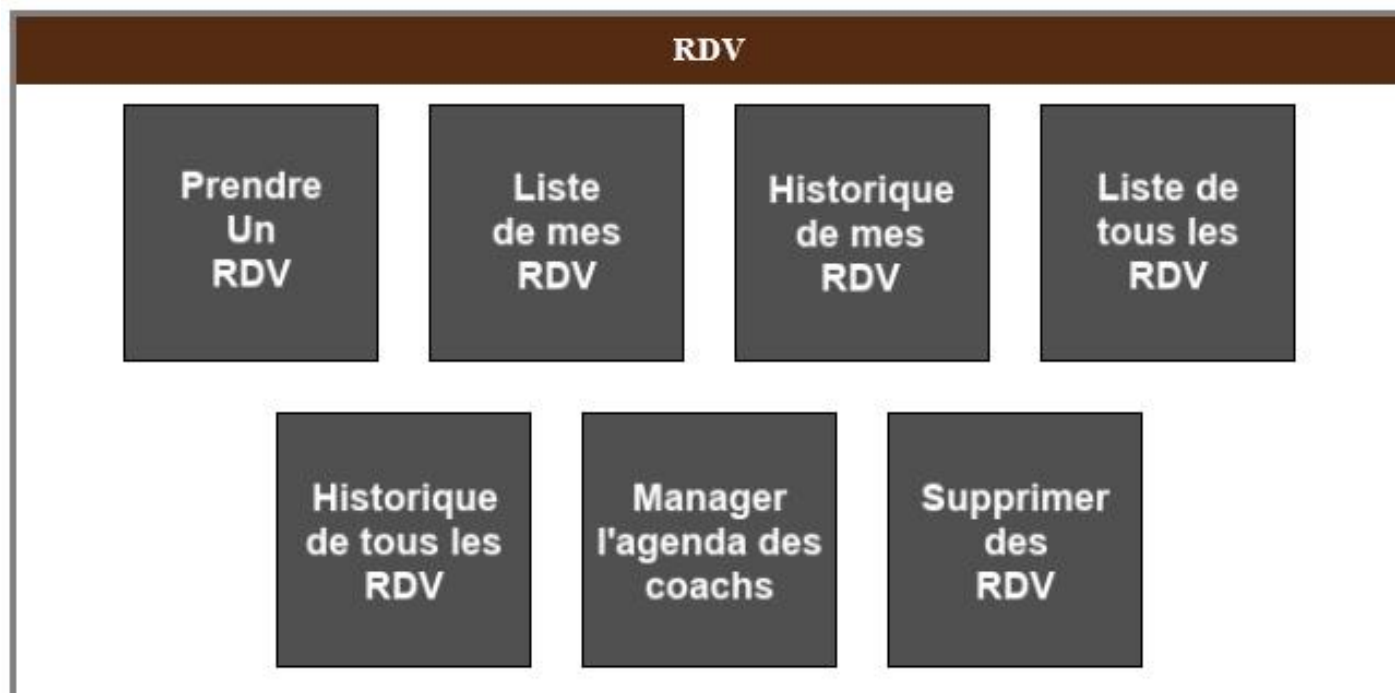 RDV
Prendre
Un
RDV
Liste
de mes
RDV
Historique
de mes
RDV
Liste de
tous les
RDV
Historique
de tous les
RDV
Manager
l'agenda des
coachs
Supprimer
des
RDV